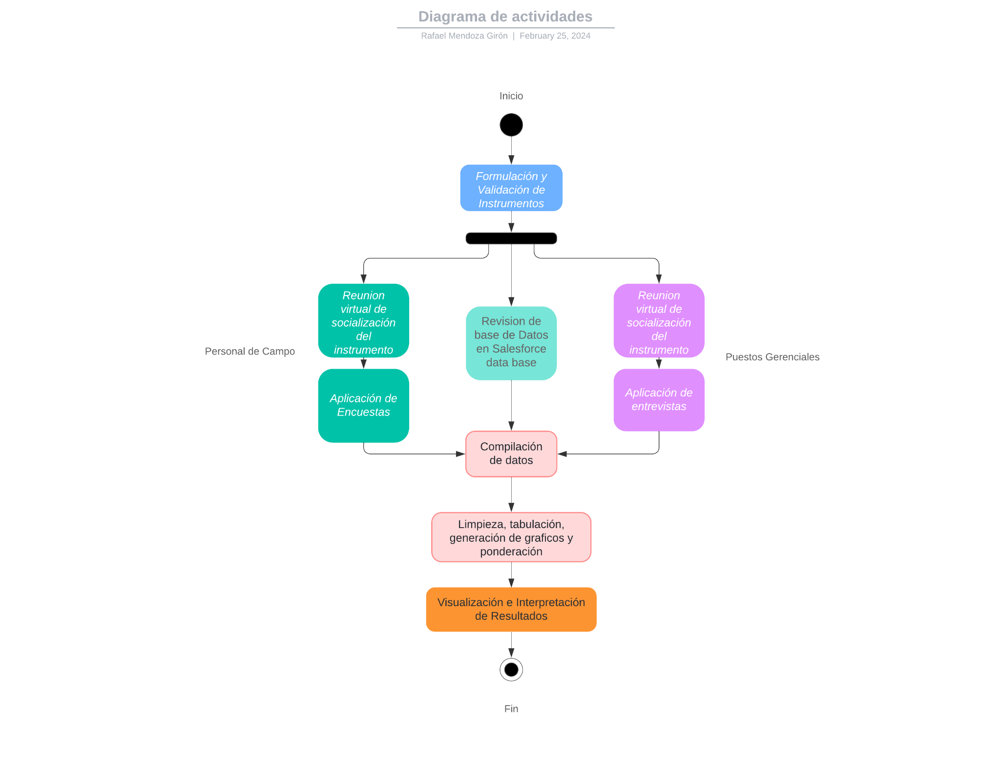 Diagrama de actividades
Rafael Mendoza Girón | February 25, 2024
Inicio
Formulación y
Validación de
Instrumentos
Reunion
virtual de
socialización
del
instrumento
Revision de
base de Datos
en Salesforce
data base
Reunion
virtual de
socialización
del
instrumento
Personal de Campo
Puestos Gerenciales
Aplicación de
Encuestas
Aplicación de
entrevistas
Compilación
de datos
Limpieza, tabulación,
generación de graficos y
ponderación
Visualización e Interpretación
de Resultados
Fin